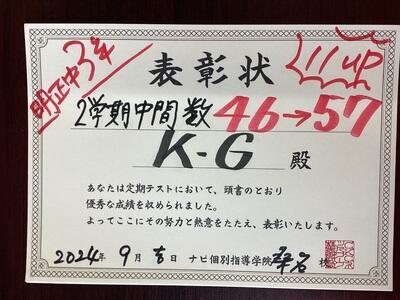 明正中3年
表彰状
11up
2学期中間数 46→57
K-G 殿
あなたは定期テストにおいて、頭書のとおり
優秀な成績を収められました。
よってここにその努力と熱意をたたえ、表彰いたします。
2024年 9月吉日 ナビ個別指導学院 桑名校